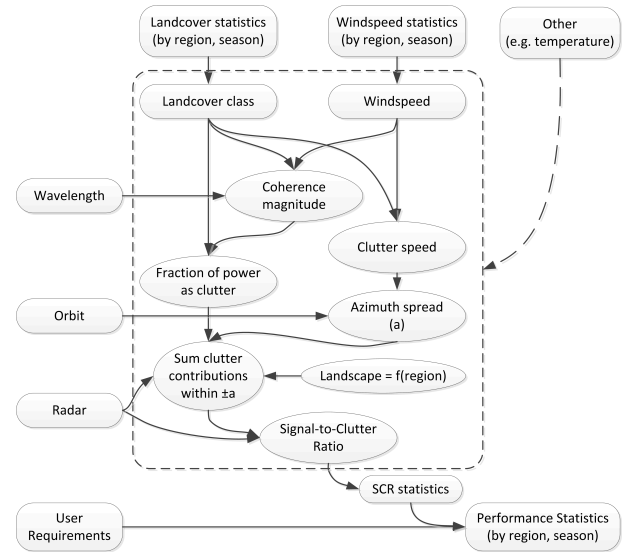 Landcover statistics
(by region, season)
Windspeed statistics
(by region, season)
Other
(e.g. temperature)
Landcover class
Windspeed
Wavelength
Coherence
magnitude
Clutter speed
Fraction of power
as clutter
Orbit
Azimuth spread
(a)
Sum clutter
contributions
within ±a
Landscape = f(region)
Radar
Signal-to-Clutter
Ratio
SCR statistics
User
Requirements
Performance Statistics
(by region, season)